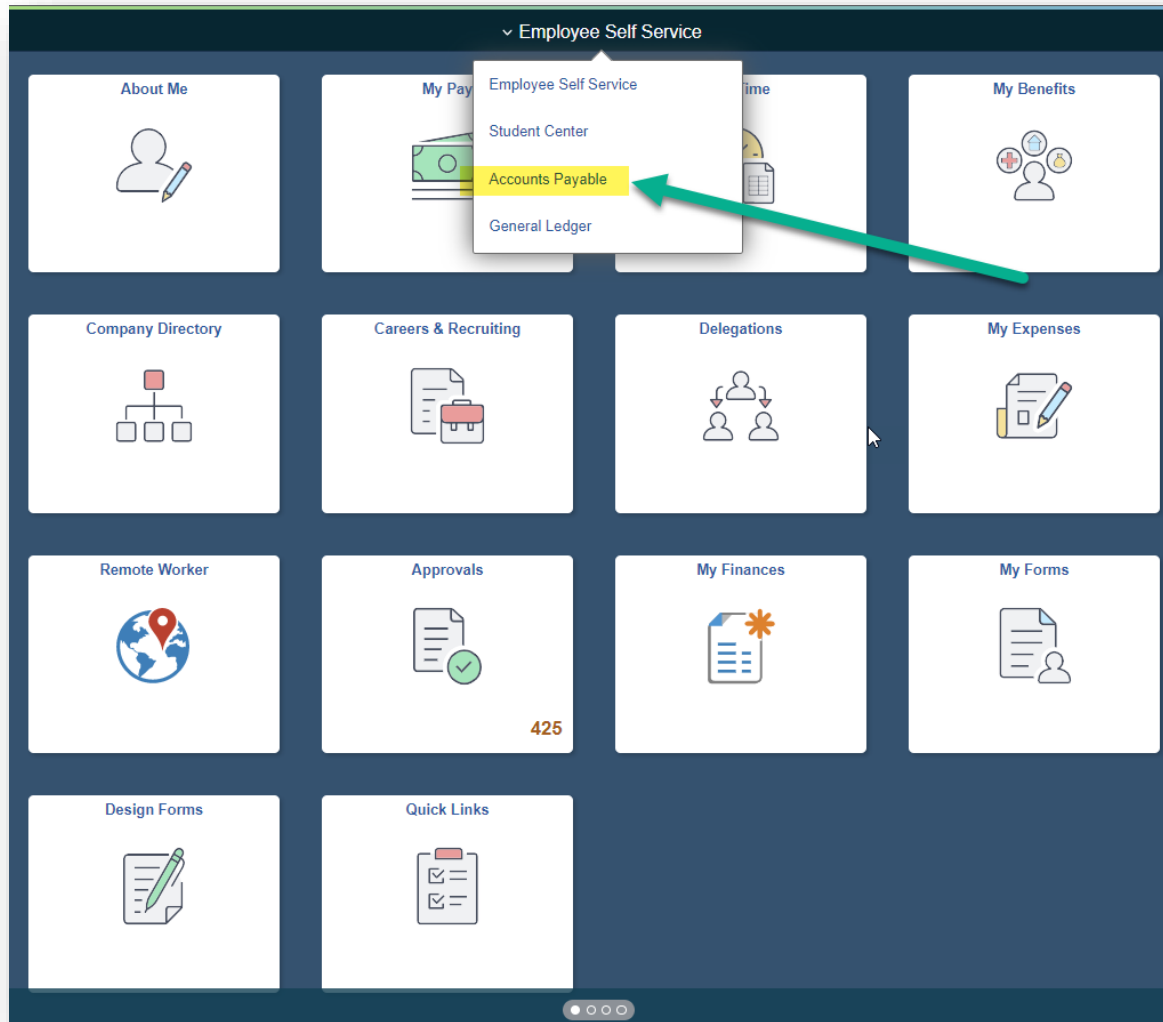 Employee Self Service
About Me
My Pay
Employee Self Service
Student Center
Accounts Payable
General Ledger
ime
My Benefits
Company Directory
Careers & Recruiting
Delegations
My Expenses
Remote Worker
Approvals
425
My Finances
My Forms
Design Forms
Quick Links